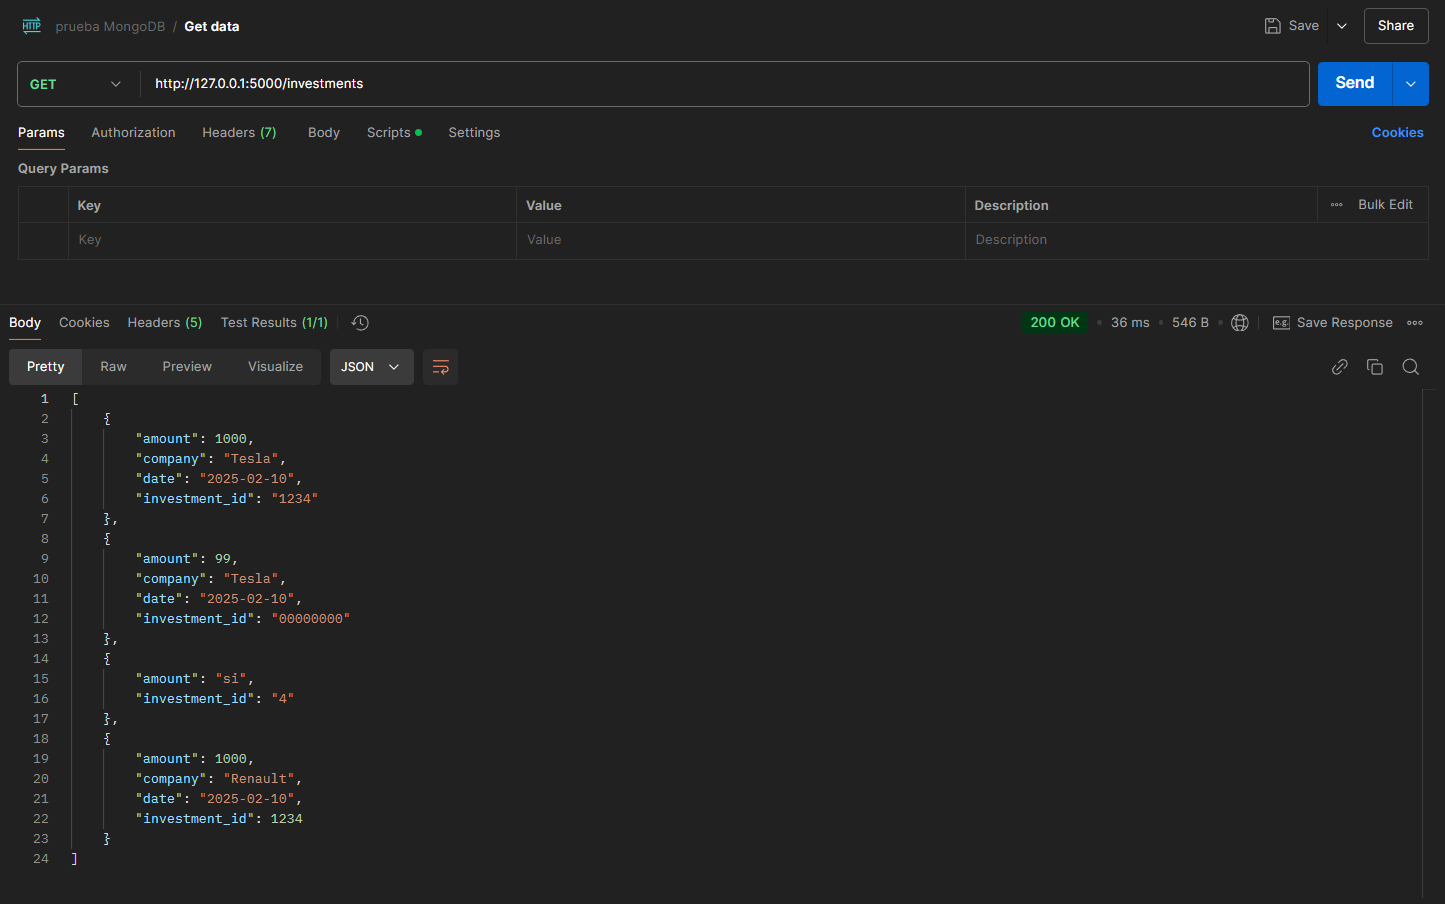 HTTP prueba MongoDB / Get data Save Share
GET http://127.0.0.1:5000/investments Send
Params Authorization Headers (7) Body Scripts Settings Cookies
Query Params
Key Value Description Bulk Edit
Key Value Description
Body Cookies Headers (5) Test Results (1/1) 200 OK 36 ms 546 B e.g. Save Response
Pretty Raw Preview Visualize JSON
1 [
2 {
3 "amount": 1000,
4 "company": "Tesla",
5 "date": "2025-02-10",
6 "investment_id": "1234"
7 },
8 {
9 "amount": 99,
10 "company": "Tesla",
11 "date": "2025-02-10",
12 "investment_id": "00000000"
13 },
14 {
15 "amount": "si",
16 "investment_id": "4"
17 },
18 {
19 "amount": 1000,
20 "company": "Renault",
21 "date": "2025-02-10",
22 "investment_id": 1234
23 }
24 ]